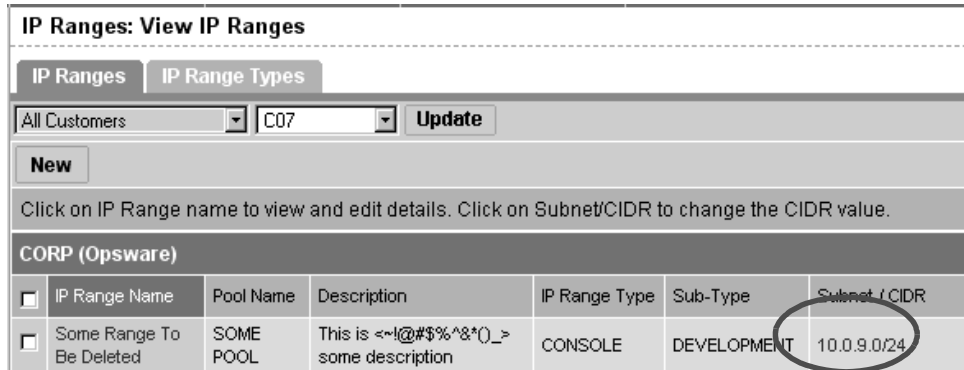 IP Ranges: View IP Ranges
IP Ranges IP Range Types
All Customers C07 Update
New
Click on IP Range name to view and edit details. Click on Subnet/CIDR to change the CIDR value.
CORP (Opsware)
IP Range Name Pool Name Description IP Range Type Sub-Type Subnet / CIDR
Some Range To SOME This is <~!@#$%^&*()_> CONSOLE DEVELOPMENT 10.0.9.0/24
Be Deleted POOL some description